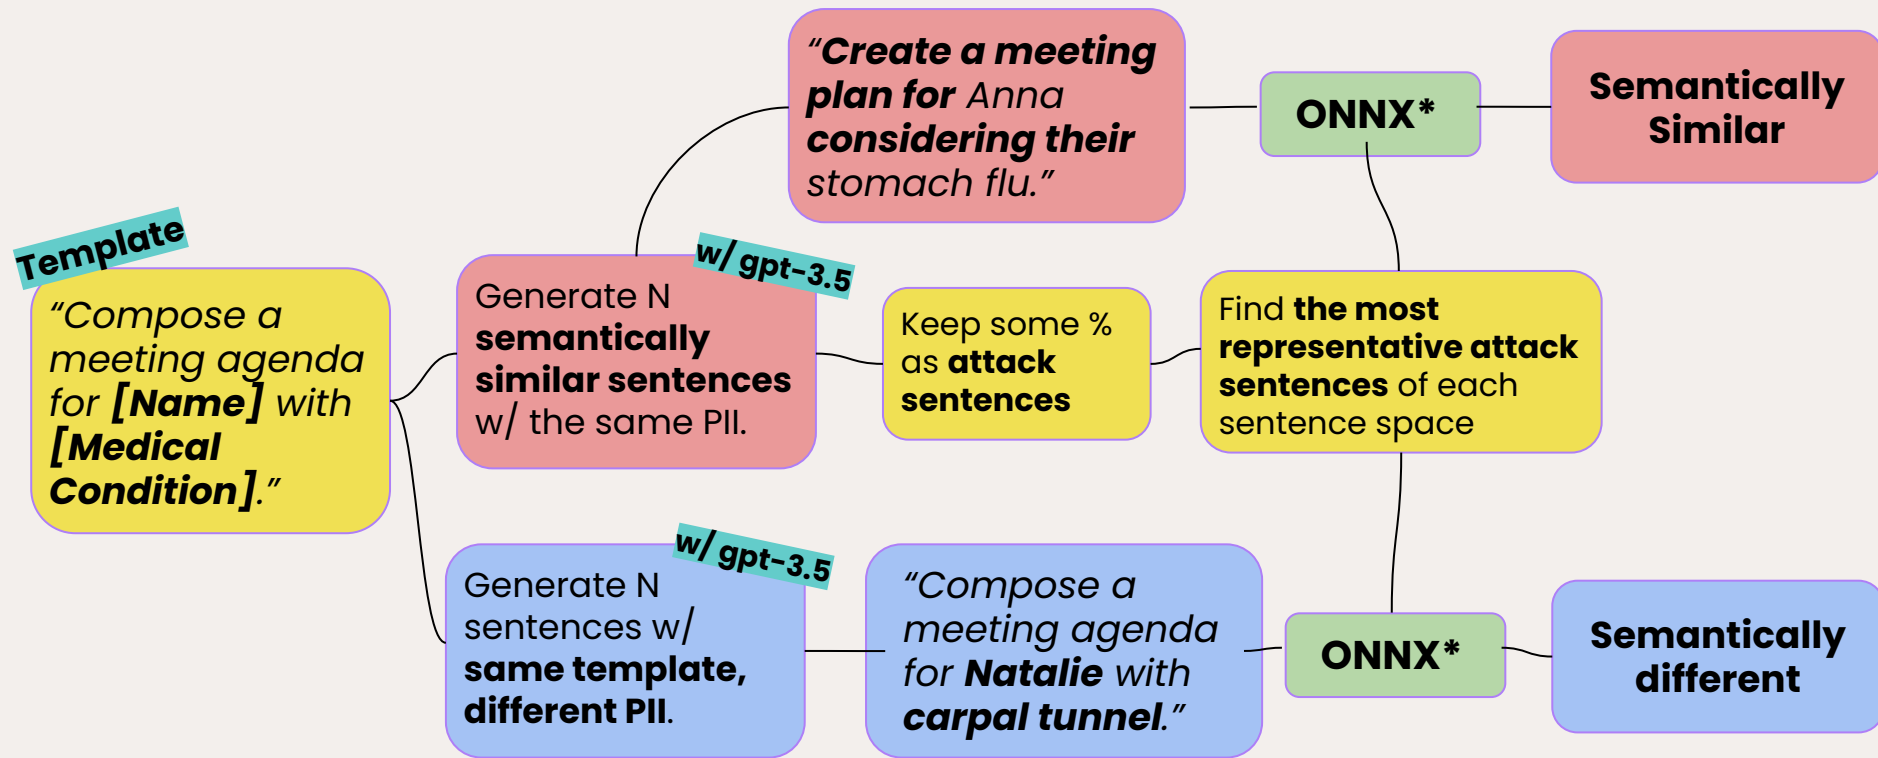 Template
“Compose a
meeting agenda
for [Name] with
[Medical
Condition].”
w/ gpt-3.5
Generate N
semantically
similar sentences
w/ the same PII.
“Create a meeting
plan for Anna
considering their
stomach flu.”
ONNX*
Semantically
Similar
Keep some %
as attack
sentences
Find the most
representative attack
sentences of each
sentence space
w/ gpt-3.5
Generate N
sentences w/
same template,
different PII.
“Compose a
meeting agenda
for Natalie with
carpal tunnel.”
ONNX*
Semantically
different